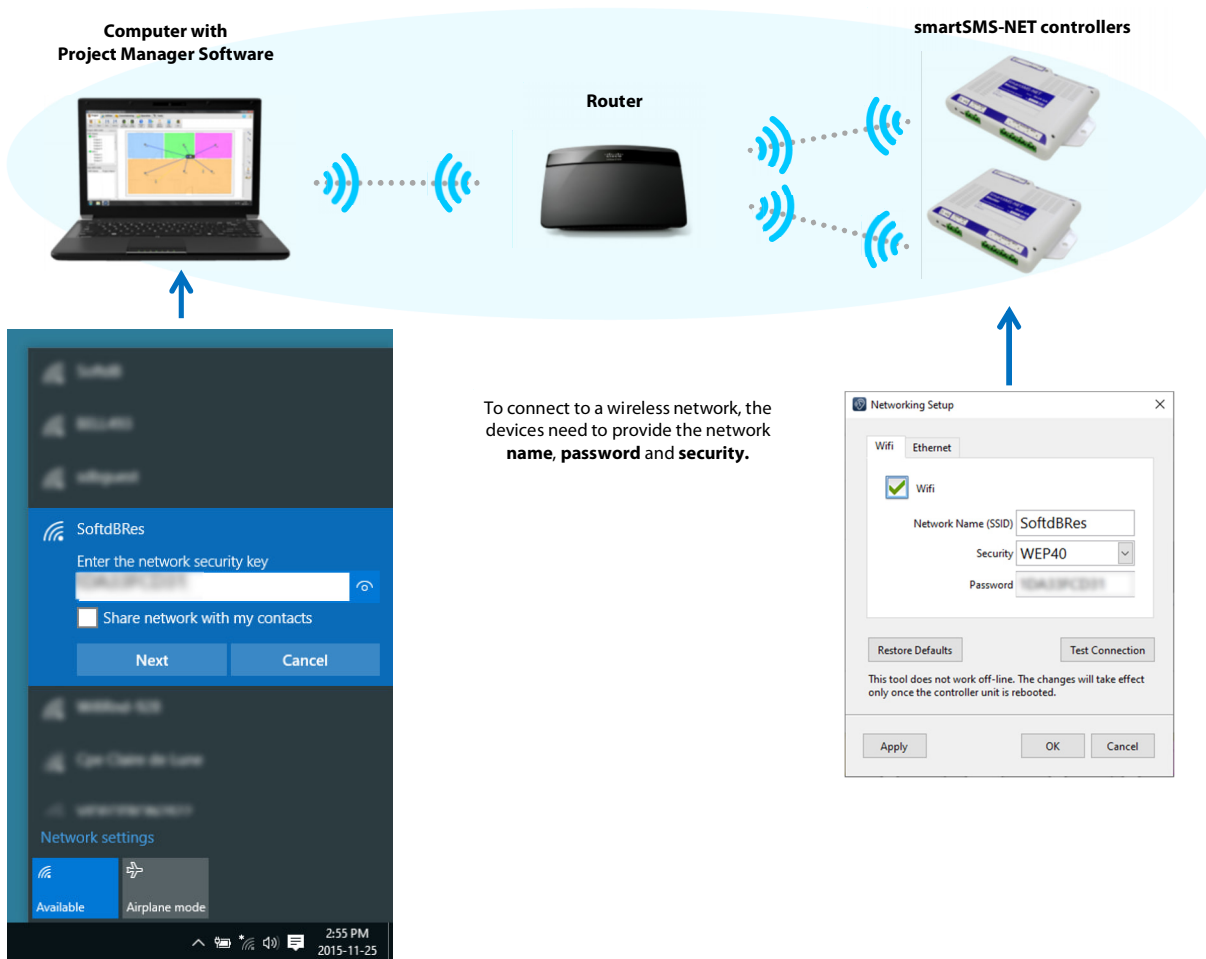 Computer with
Project Manager Software
Router
smartSMS-NET controllers
To connect to a wireless network, the
devices need to provide the network
name, password and security.
SoftdBRes
Enter the network security key
Share network with my contacts
Next
Cancel
Network settings
Available
Airplane mode
2:55 PM
2015-11-25
Networking Setup
Wifi
Ethernet
Wifi
Network Name (SSID)
SoftdBRes
Security
WEP40
Password
Restore Defaults
Test Connection
This tool does not work off-line. The changes will take effect
only once the controller unit is rebooted.
Apply
OK
Cancel